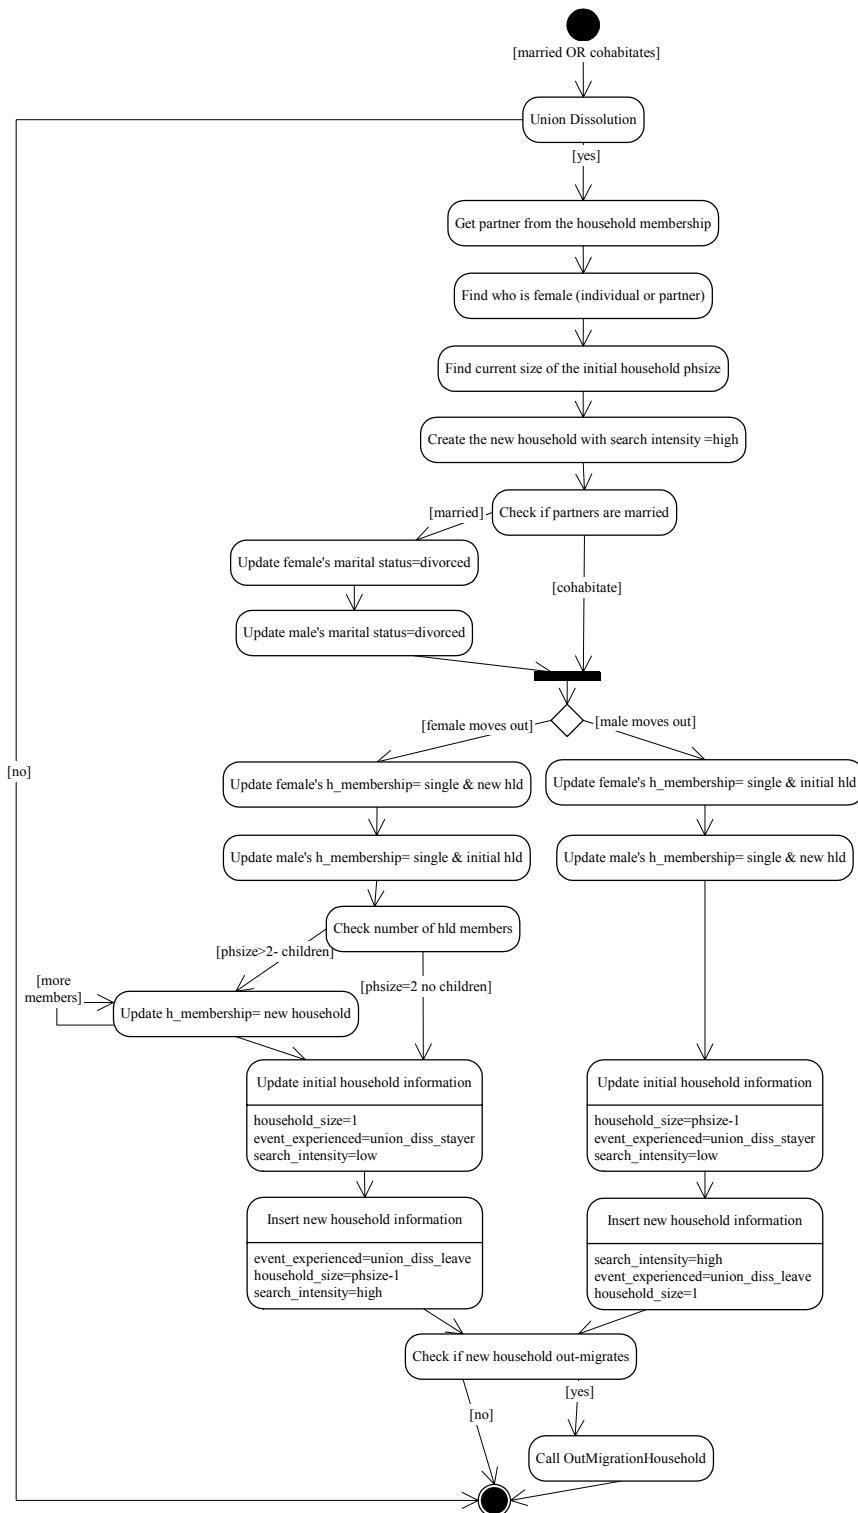 [married OR cohabitates]
Union Dissolution
[yes]
Get partner from the household membership
Find who is female (individual or partner)
Find current size of the initial household phsize
Create the new household with search intensity =high
Check if partners are married
[married]
Update female's marital status=divorced
[cohabitate]
Update male's marital status=divorced
[female moves out]
[male moves out]
[no]
Update female's h_membership= single & new hld
Update female's h_membership= single & initial hld
Update male's h_membership= single & initial hld
Update male's h_membership= single & new hld
Check number of hld members
[phsize>2- children]
[phsize=2 no children]
[more
members]
Update h_membership= new household
Update initial household information
household_size=1
event_experienced=union_diss_stayer
search_intensity=low
Update initial household information
household_size=phsize-1
event_experienced=union_diss_stayer
search_intensity=low
Insert new household information
event_experienced=union_diss_leave
household_size=phsize-1
search_intensity=high
Insert new household information
search_intensity=high
event_experienced=union_diss_leave
household_size=1
Check if new household out-migrates
[yes]
[no]
Call OutMigrationHousehold